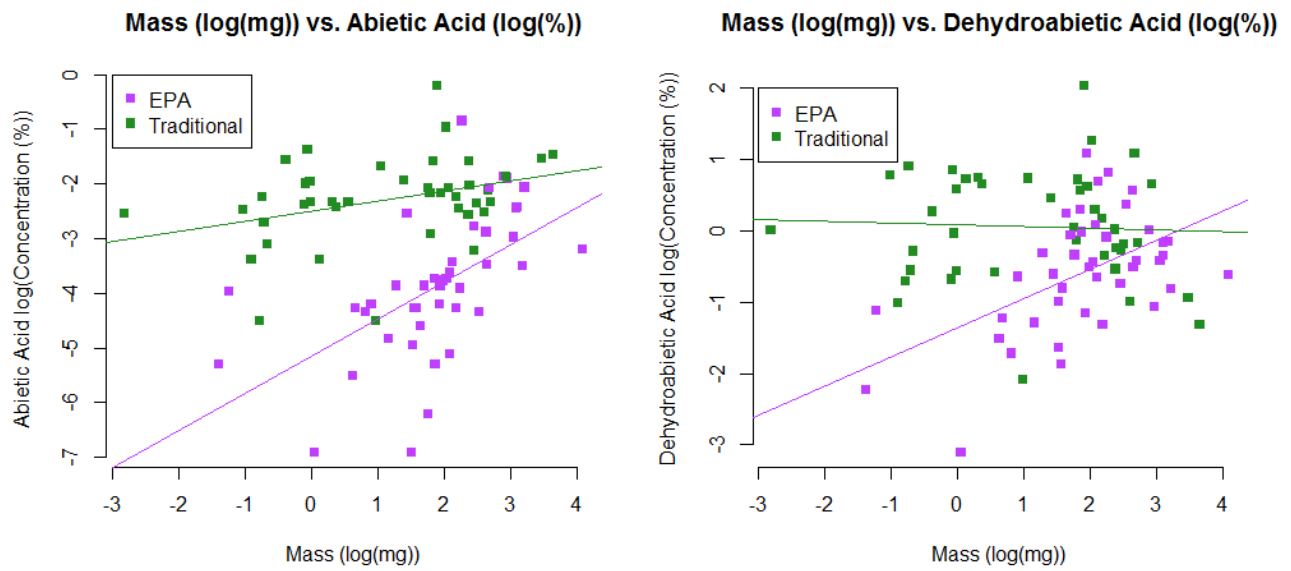 Mass (log(mg)) vs. Abietic Acid (log(%))
Abietic Acid log(Concentration (%))
0
-1
-2
-3
-4
-5
-6
-7
EPA
Traditional
-3 -2 -1 0 1 2 3 4
Mass (log(mg))
Mass (log(mg)) vs. Dehydroabietic Acid (log(%))
Dehydroabietic Acid log(Concentration (%))
2
1
0
-1
-2
-3
EPA
Traditional
-3 -2 -1 0 1 2 3 4
Mass (log(mg))